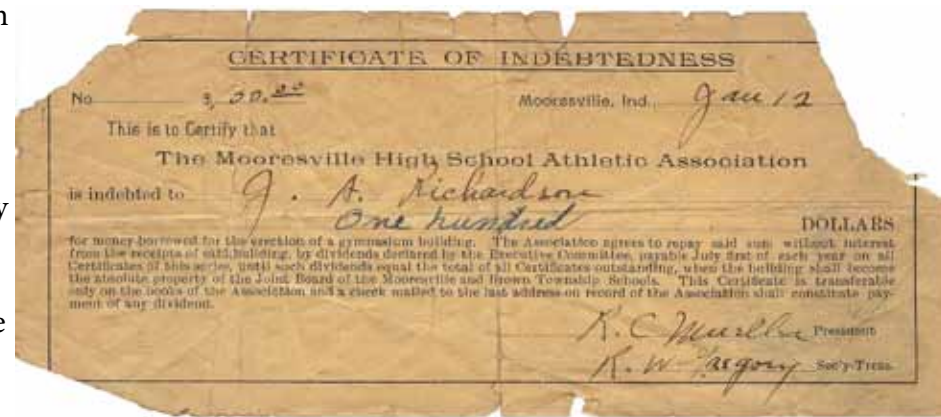 n
CERTIFICATE OF INDEBTEDNESS
No. $, 00.00 Mooresville, Ind., Jan 12
This is to Certify that
The Mooresville High School Athletic Association
is indebted to J. A. Richardson
One hundred DOLLARS
for money borrowed for the erection of a gymnasium building. The Association agrees to repay said sum without interest
from the receipts of said building, by dividends declared by the Executive Committee, payable July first of each year on all
Certificates of this series, until such dividends equal the total of all Certificates outstanding, when the building shall become
the absolute property of the Joint Board of the Mooresville and Brown Township Schools. This Certificate is transferable
only on the books of the Association and a check mailed to the last address on record of the Association shall constitute pay-
ment of any dividend.
y
e
R. C. President
R. W. Sec'y-Treas.